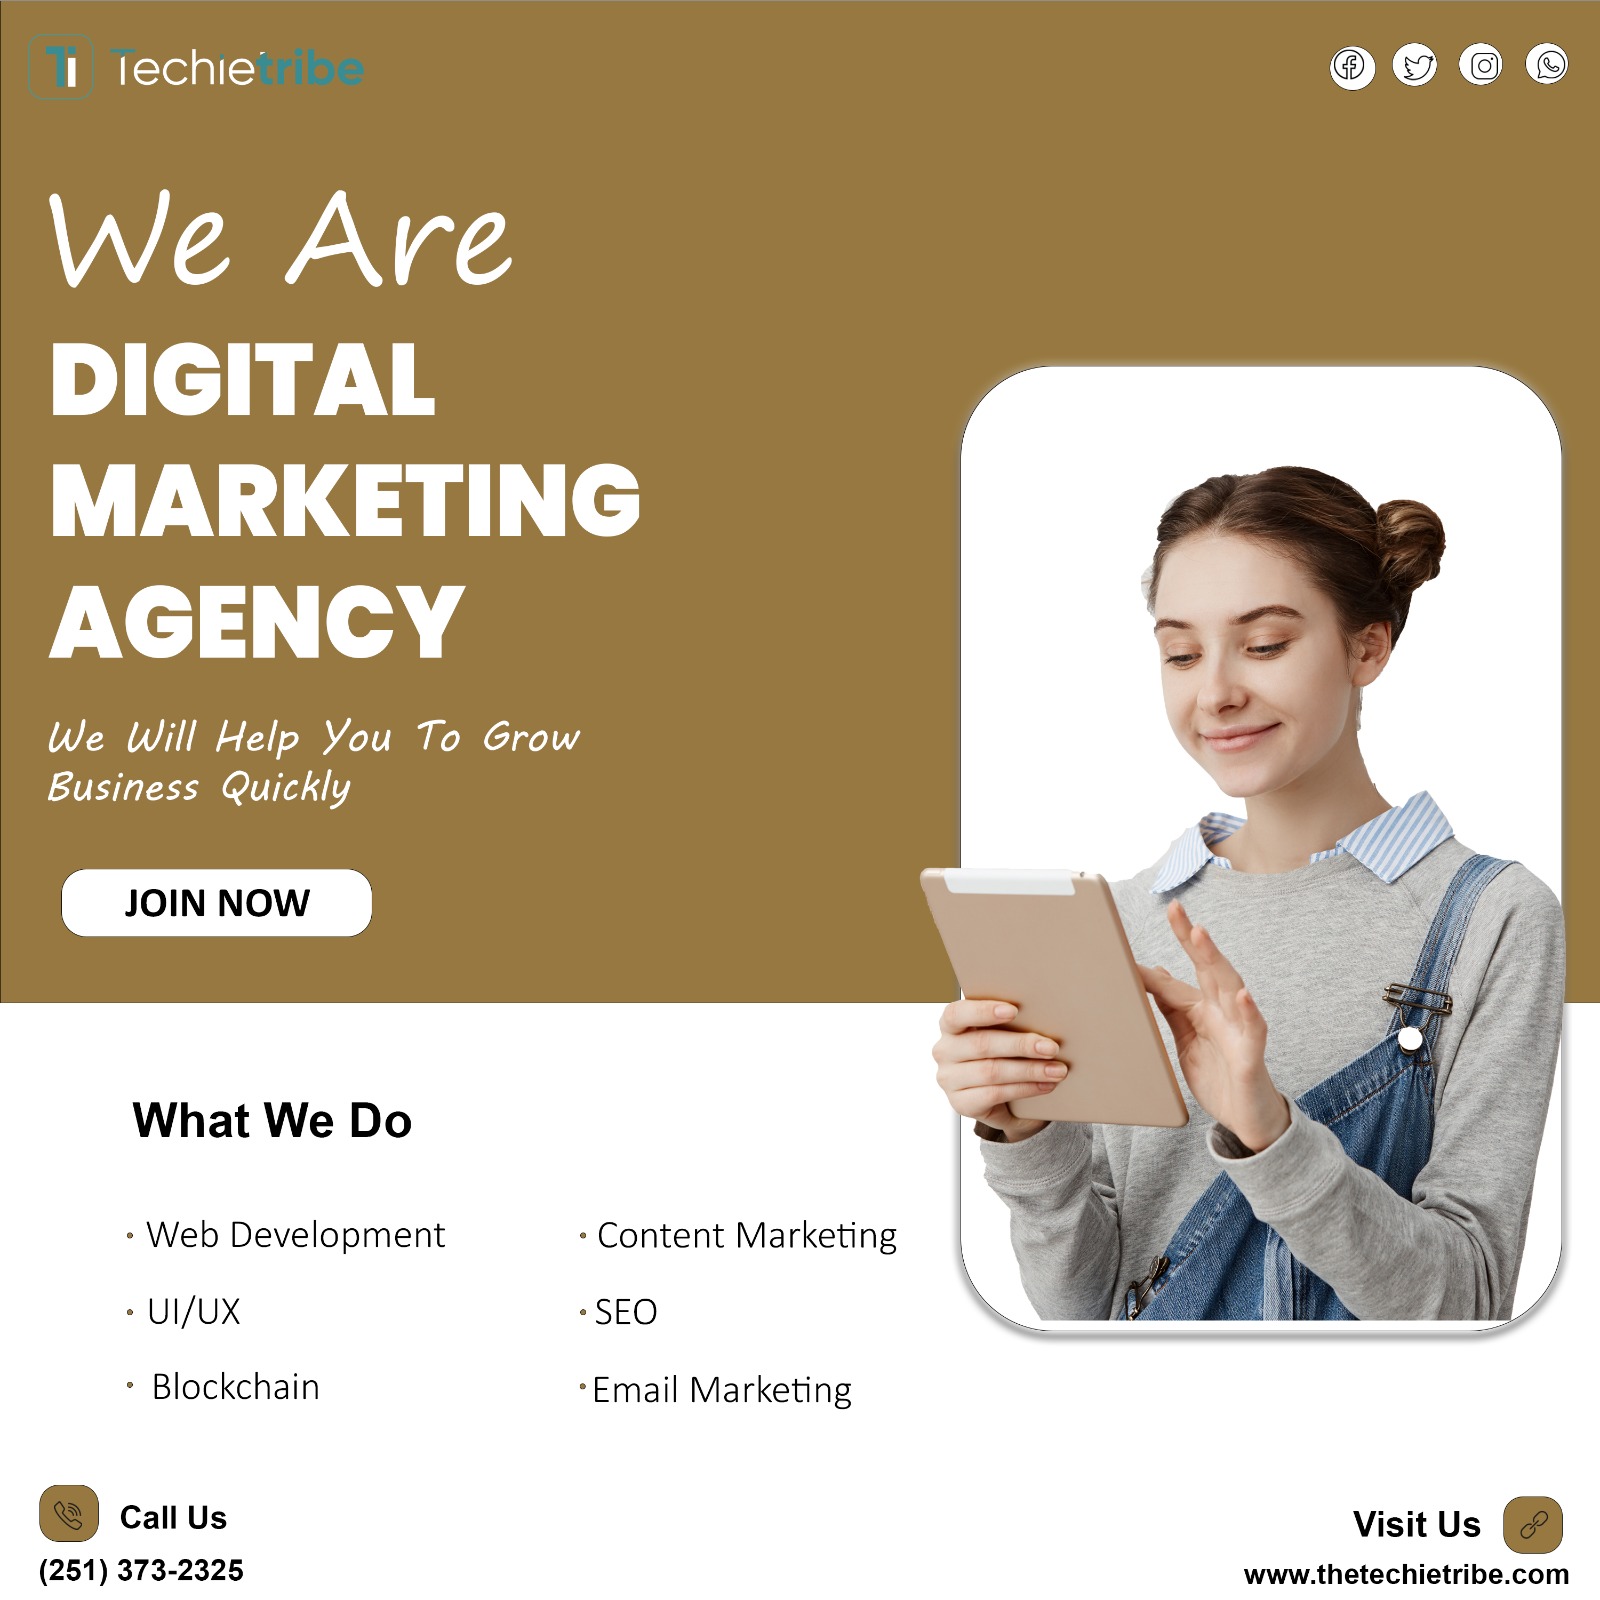 Ti Techietribe
We Are
DIGITAL
MARKETING
AGENCY
We Will Help You To Grow
Business Quickly
JOIN NOW
What We Do
• Web Development
• UI/UX
• Blockchain
• Content Marketing
• SEO
• Email Marketing
Call Us
(251) 373-2325
Visit Us
www.thetechietribe.com